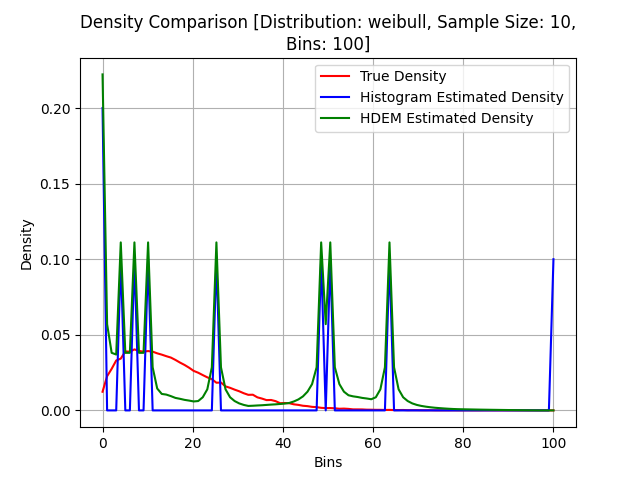 Density Comparison [Distribution: weibull, Sample Size: 10,
Bins: 100]
True Density
Histogram Estimated Density
HDEM Estimated Density
Density
0.20
0.15
0.10
0.05
0.00
0 20 40 60 80 100
Bins